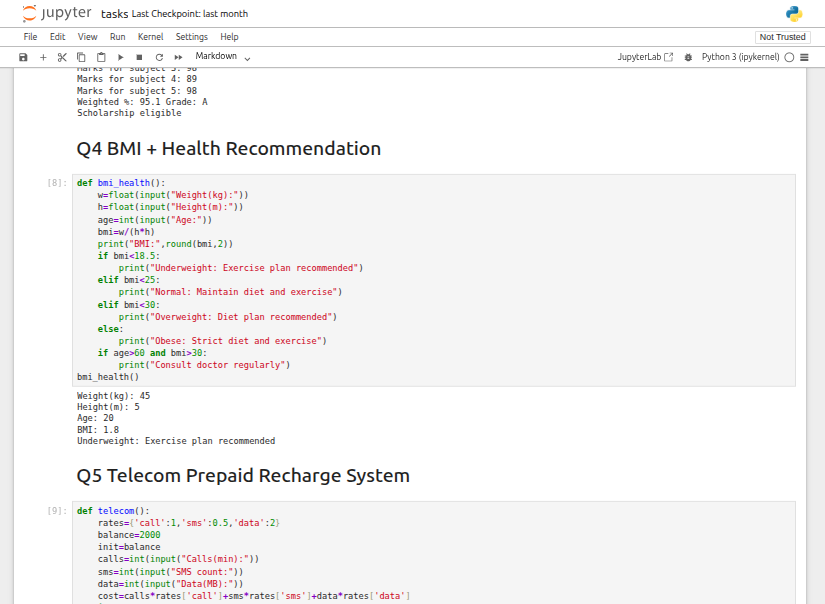 jupyter tasks Last Checkpoint: last month
File Edit View Run Kernel Settings Help Not Trusted
Markdown JupyterLab Python 3 (ipykernel)
Marks for subject 3: 98
Marks for subject 4: 89
Marks for subject 5: 98
Weighted %: 95.1 Grade: A
Scholarship eligible
Q4 BMI + Health Recommendation
[8]: def bmi_health():
    w=float(input("Weight(kg):"))
    h=float(input("Height(m):"))
    age=int(input("Age:"))
    bmi=w/(h*h)
    print("BMI:",round(bmi,2))
    if bmi<18.5:
        print("Underweight: Exercise plan recommended")
    elif bmi<25:
        print("Normal: Maintain diet and exercise")
    elif bmi<30:
        print("Overweight: Diet plan recommended")
    else:
        print("Obese: Strict diet and exercise")
    if age>60 and bmi>30:
        print("Consult doctor regularly")
bmi_health()
Weight(kg): 45
Height(m): 5
Age: 20
BMI: 1.8
Underweight: Exercise plan recommended
Q5 Telecom Prepaid Recharge System
[9]: def telecom():
    rates={'call':1,'sms':0.5,'data':2}
    balance=2000
    init=balance
    calls=int(input("Calls(min):"))
    sms=int(input("SMS count:"))
    data=int(input("Data(MB):"))
    cost=calls*rates['call']+sms*rates['sms']+data*rates['data']